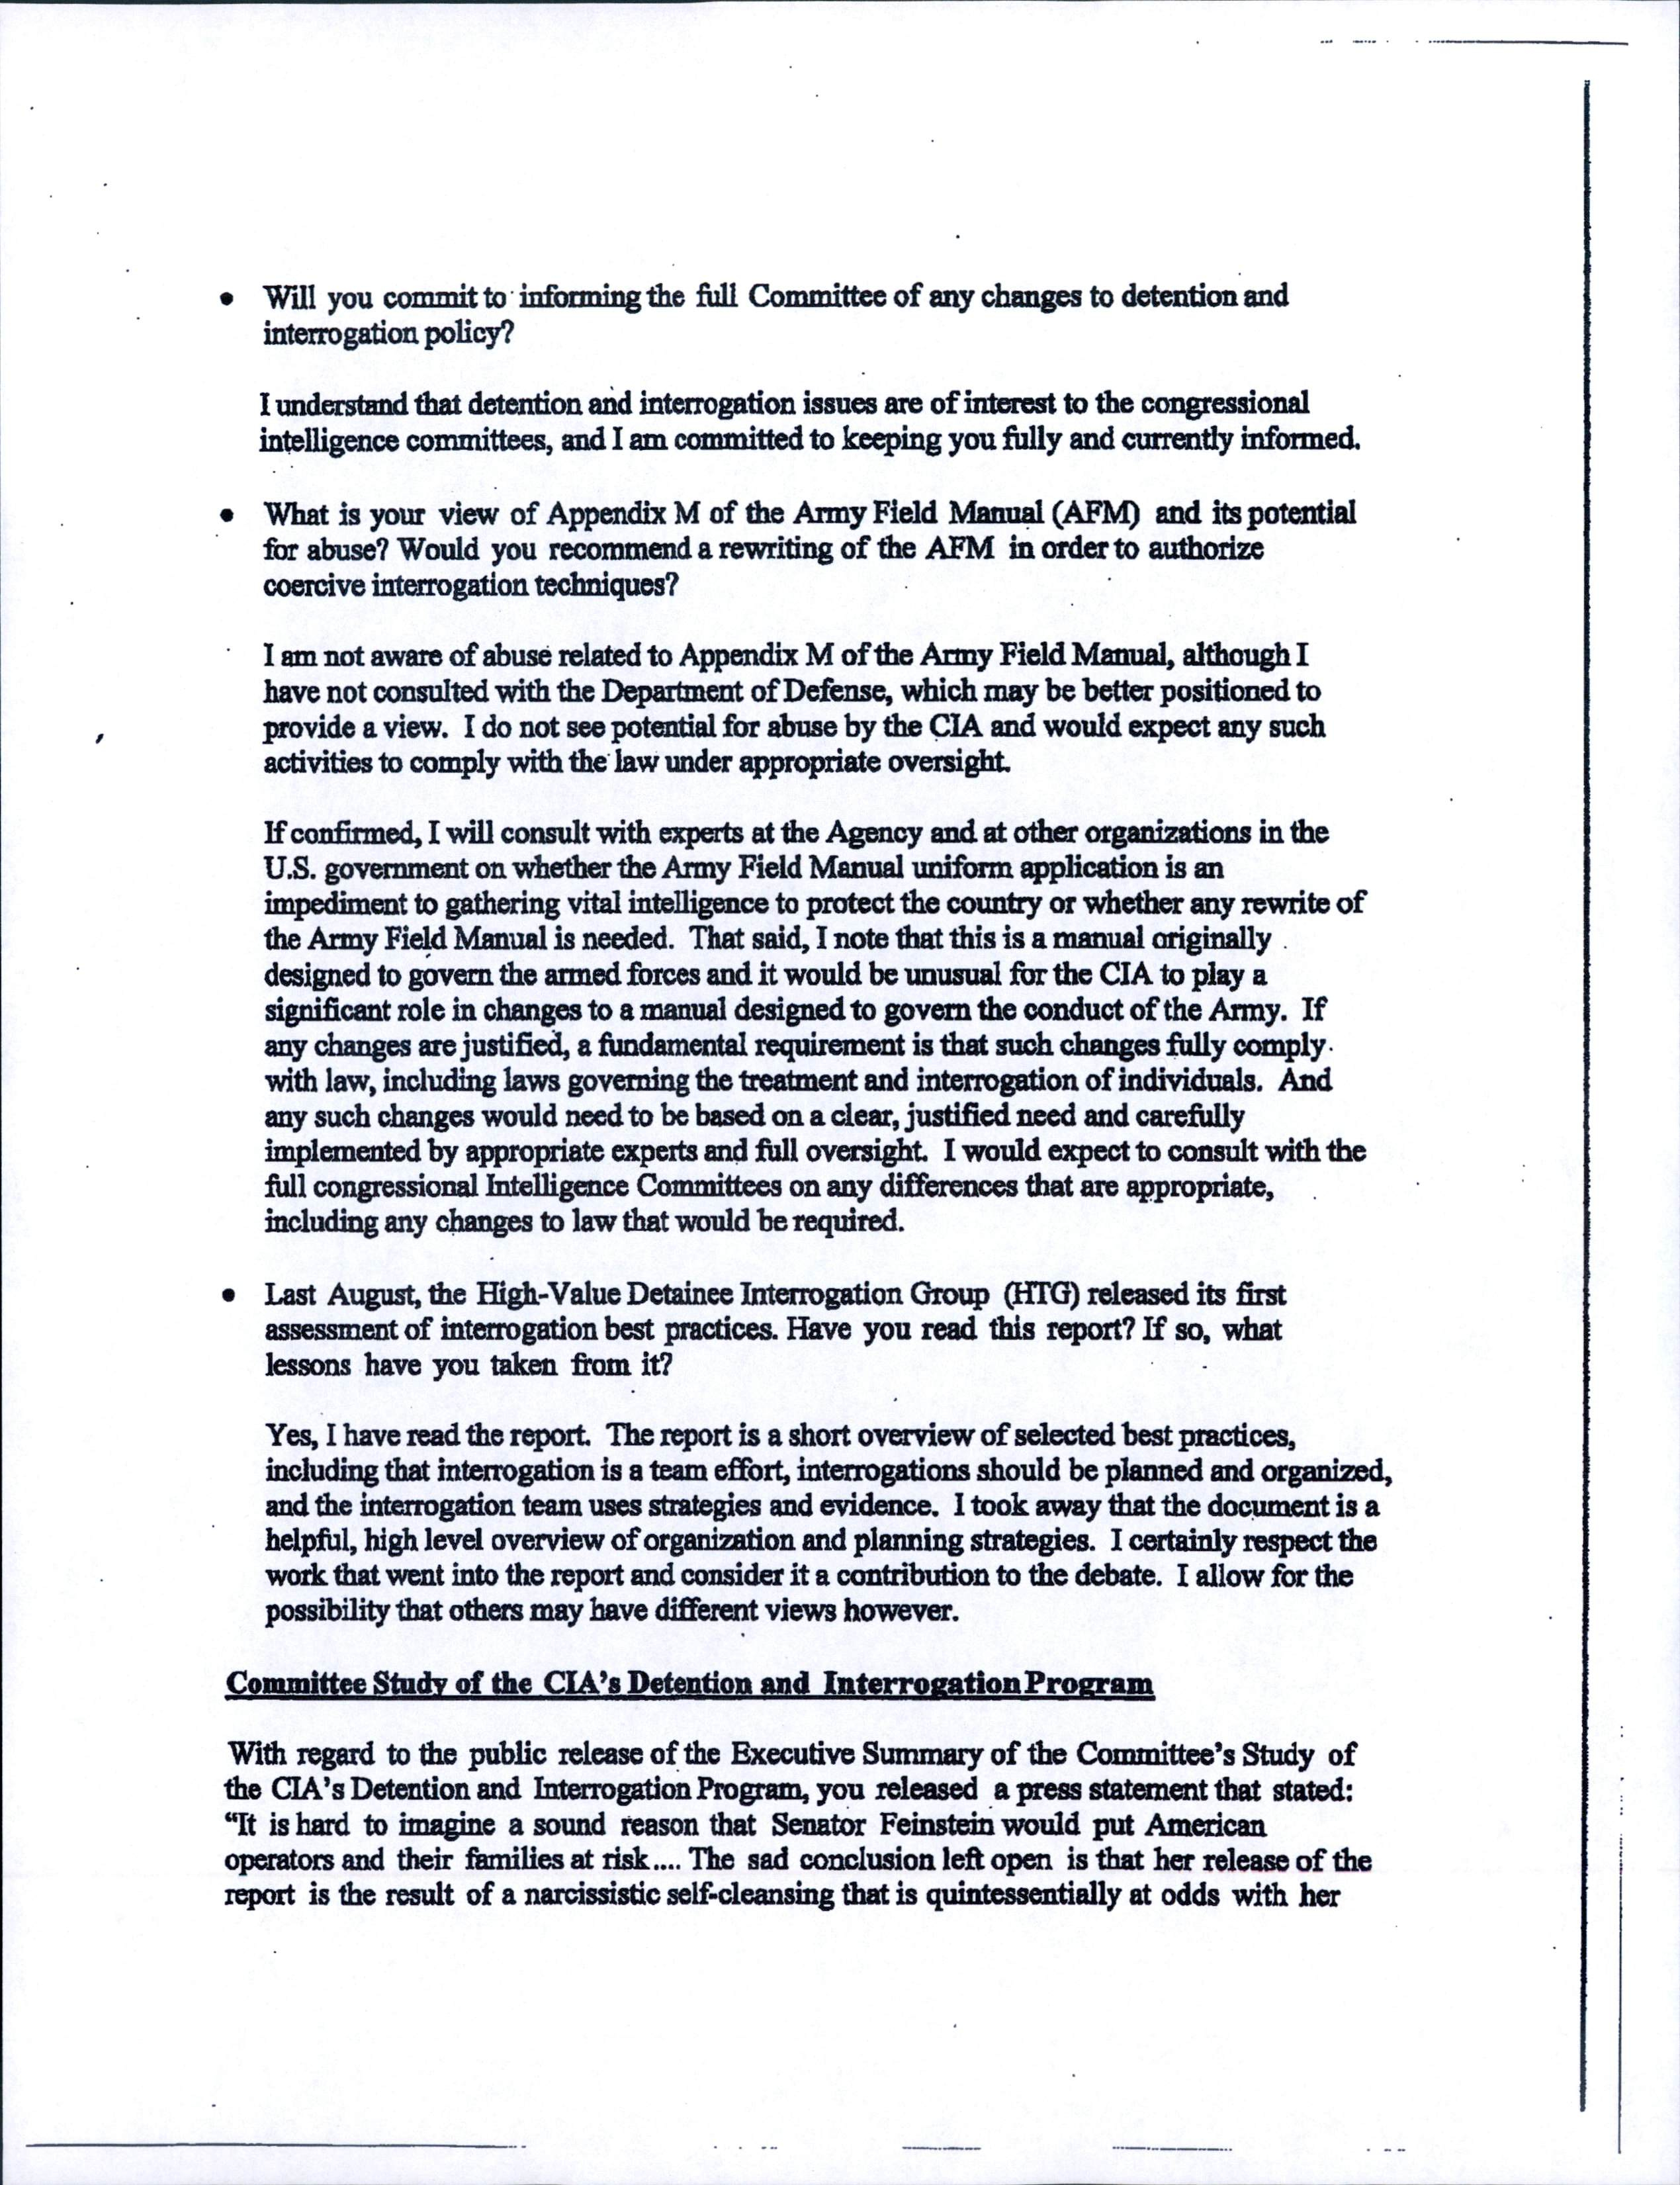 • Will you commit to informing the full Committee of any changes to detention and
interrogation policy?
I understand that detention and interrogation issues are of interest to the congressional
intelligence committees, and I am committed to keeping you fully and currently informed.
• What is your view of Appendix M of the Army Field Manual (AFM) and its potential
for abuse? Would you recommend a rewriting of the AFM in order to authorize
coercive interrogation techniques?
I am not aware of abuse related to Appendix M of the Army Field Manual, although I
have not consulted with the Department of Defense, which may be better positioned to
provide a view. I do not see potential for abuse by the CIA and would expect any such
activities to comply with the law under appropriate oversight.
If confirmed, I will consult with experts at the Agency and at other organizations in the
U.S. government on whether the Army Field Manual uniform application is an
impediment to gathering vital intelligence to protect the country or whether any rewrite of
the Army Field Manual is needed. That said, I note that this is a manual originally
designed to govern the armed forces and it would be unusual for the CIA to play a
significant role in changes to a manual designed to govern the conduct of the Army. If
any changes are justified, a fundamental requirement is that such changes fully comply
with law, including laws governing the treatment and interrogation of individuals. And
any such changes would need to be based on a clear, justified need and carefully
implemented by appropriate experts and full oversight. I would expect to consult with the
full congressional Intelligence Committees on any differences that are appropriate,
including any changes to law that would be required.
• Last August, the High-Value Detainee Interrogation Group (HTG) released its first
assessment of interrogation best practices. Have you read this report? If so, what
lessons have you taken from it?
Yes, I have read the report. The report is a short overview of selected best practices,
including that interrogation is a team effort, interrogations should be planned and organized,
and the interrogation team uses strategies and evidence. I took away that the document is a
helpful, high level overview of organization and planning strategies. I certainly respect the
work that went into the report and consider it a contribution to the debate. I allow for the
possibility that others may have different views however.
Committee Study of the CIA's Detention and Interrogation Program
With regard to the public release of the Executive Summary of the Committee's Study of
the CIA's Detention and Interrogation Program, you released a press statement that stated:
"It is hard to imagine a sound reason that Senator Feinstein would put American
operators and their families at risk.... The sad conclusion left open is that her release of the
report is the result of a narcissistic self-cleansing that is quintessentially at odds with her